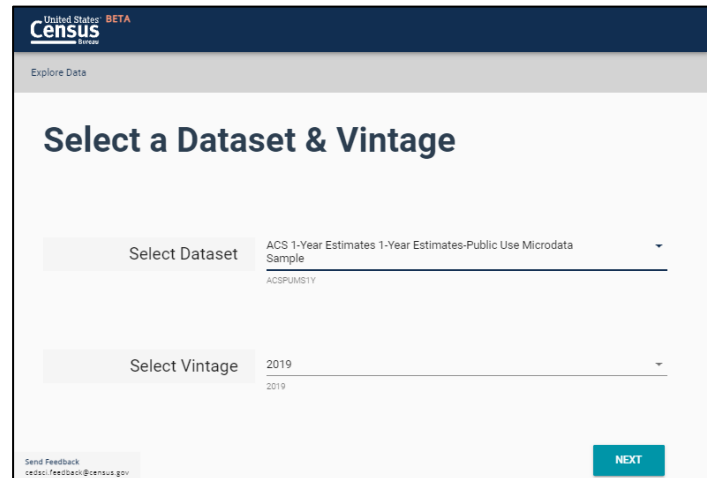 United States® BETA
Census
Bureau
Explore Data
Select a Dataset & Vintage
Select Dataset
ACS 1-Year Estimates 1-Year Estimates-Public Use Microdata
Sample
ACSPUMS1Y
Select Vintage
2019
2019
Send Feedback
cedsci.feedback@census.gov
NEXT